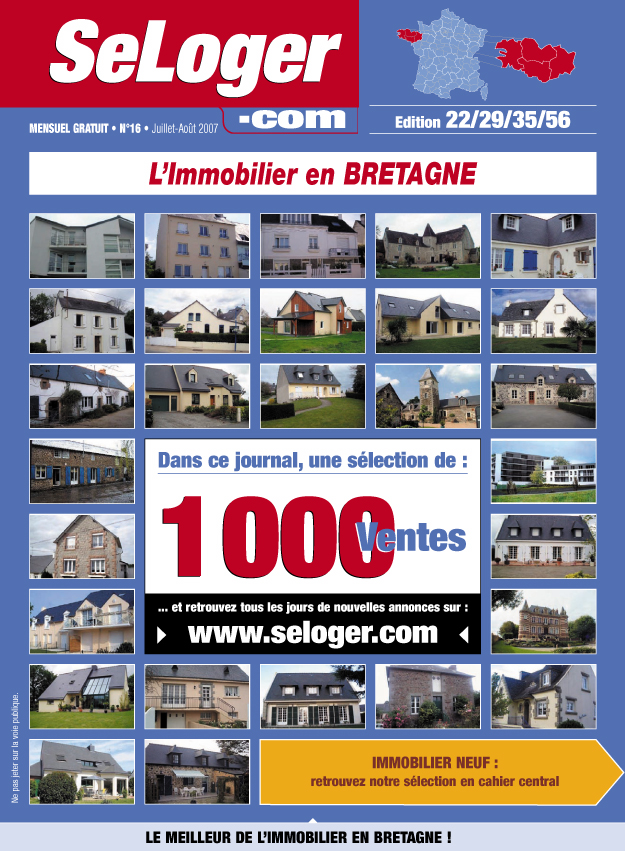 SeLoger
.com
MENSUEL GRATUIT • N°16 • Juillet-Août 2007
Edition 22/29/35/56
L'Immobilier en BRETAGNE
Dans ce journal, une sélection de :
1000 Ventes
... et retrouvez tous les jours de nouvelles annonces sur :
www.seloger.com
Ne pas jeter sur la voie publique.
IMMOBILIER NEUF :
retrouvez notre sélection en cahier central
LE MEILLEUR DE L'IMMOBILIER EN BRETAGNE !